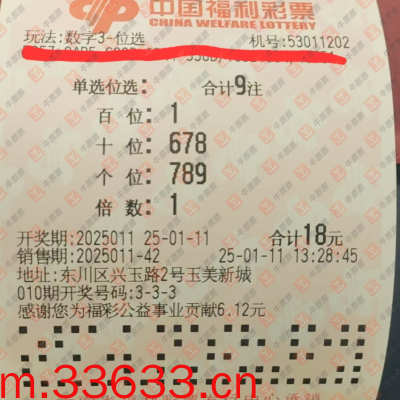 中国福利彩票
CHINA WELFARE LOTTERY
玩法:数字3-位选 机号:53011202
单选位选: 合计9注
百位:1
十位:678
个位:789
倍数:1
开奖期:2025011 25-01-11 合计18元
销售期:2025011-42 25-01-11 13:28:45
地址:东川区兴玉路2号玉美新城
010期开奖号码:3-3-3
感谢您为福彩公益事业贡献6.12元
m.33633.cn